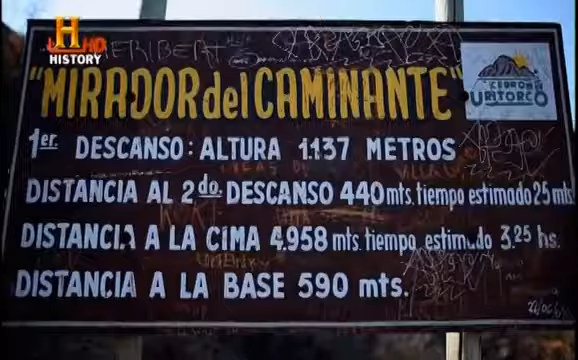 H HD
HISTORY
"MIRADOR del CAMINANTE"
CERRO
URITORCO
1er. DESCANSO: ALTURA 1.137 METROS
DISTANCIA AL 2do. DESCANSO 440 mts. tiempo estimado 25 mts
DISTANCIA A LA CIMA 4.958 mts. tiempo estimado 3.25 hs.
DISTANCIA A LA BASE 590 mts.